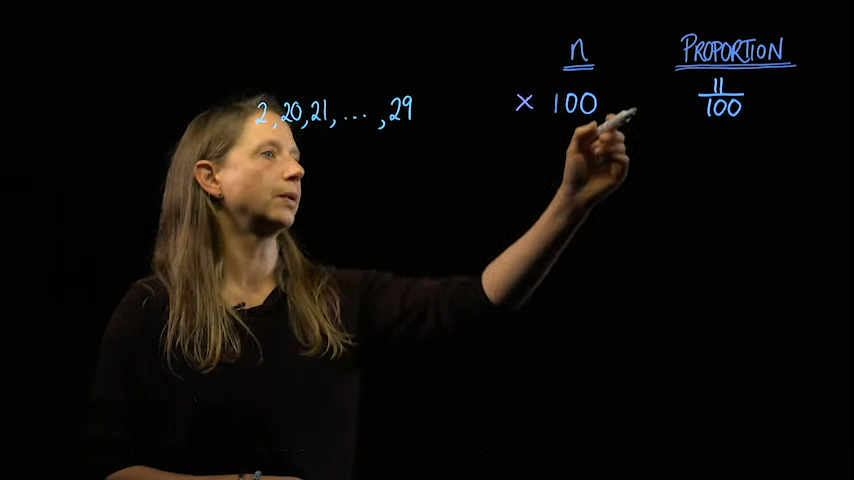 n PROPORTION
2, 20, 21, ..., 29 × 100 11/100